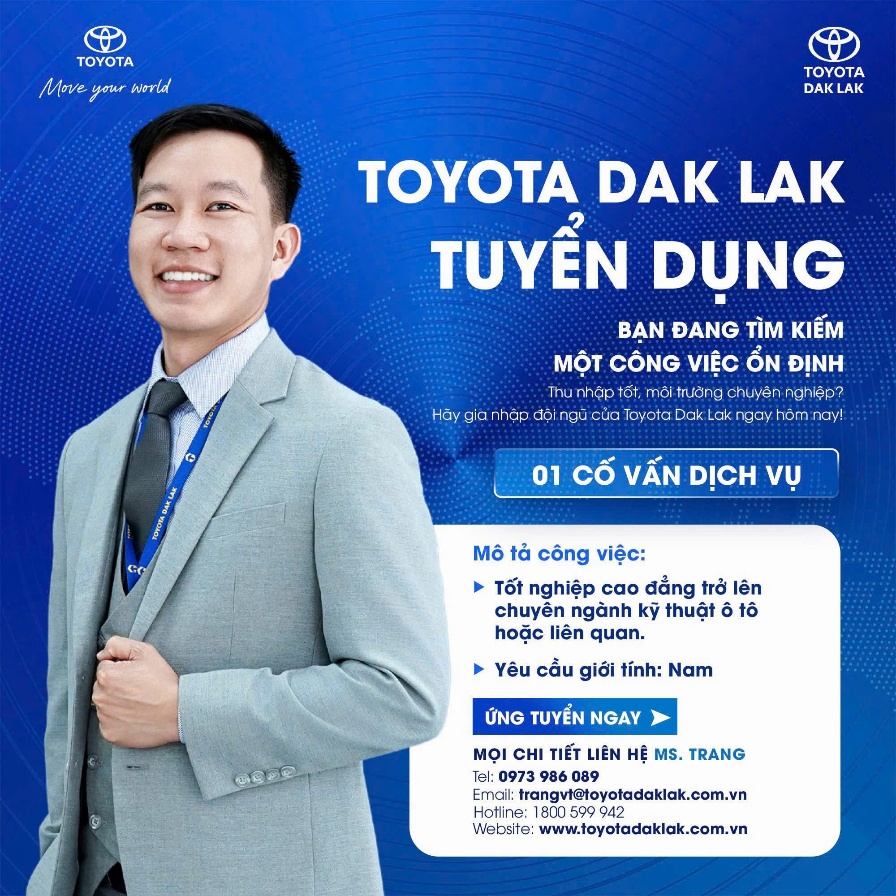 TOYOTA
Move your world
TOYOTA
DAK LAK
TOYOTA DAK LAK
TUYỂN DỤNG
BẠN ĐANG TÌM KIẾM
MỘT CÔNG VIỆC ỔN ĐỊNH
Thu nhập tốt, môi trường chuyên nghiệp?
Hãy gia nhập đội ngũ của Toyota Dak Lak ngay hôm nay!
01 CỐ VẤN DỊCH VỤ
TOYOTA DAK LAK
Mô tả công việc:
Tốt nghiệp cao đẳng trở lên
chuyên ngành kỹ thuật ô tô
hoặc liên quan.
Yêu cầu giới tính: Nam
ỨNG TUYỂN NGAY
MỌI CHI TIẾT LIÊN HỆ MS. TRANG
Tel: 0973 986 089
Email: trangvt@toyotadaklak.com.vn
Hotline: 1800 599 942
Website: www.toyotadaklak.com.vn